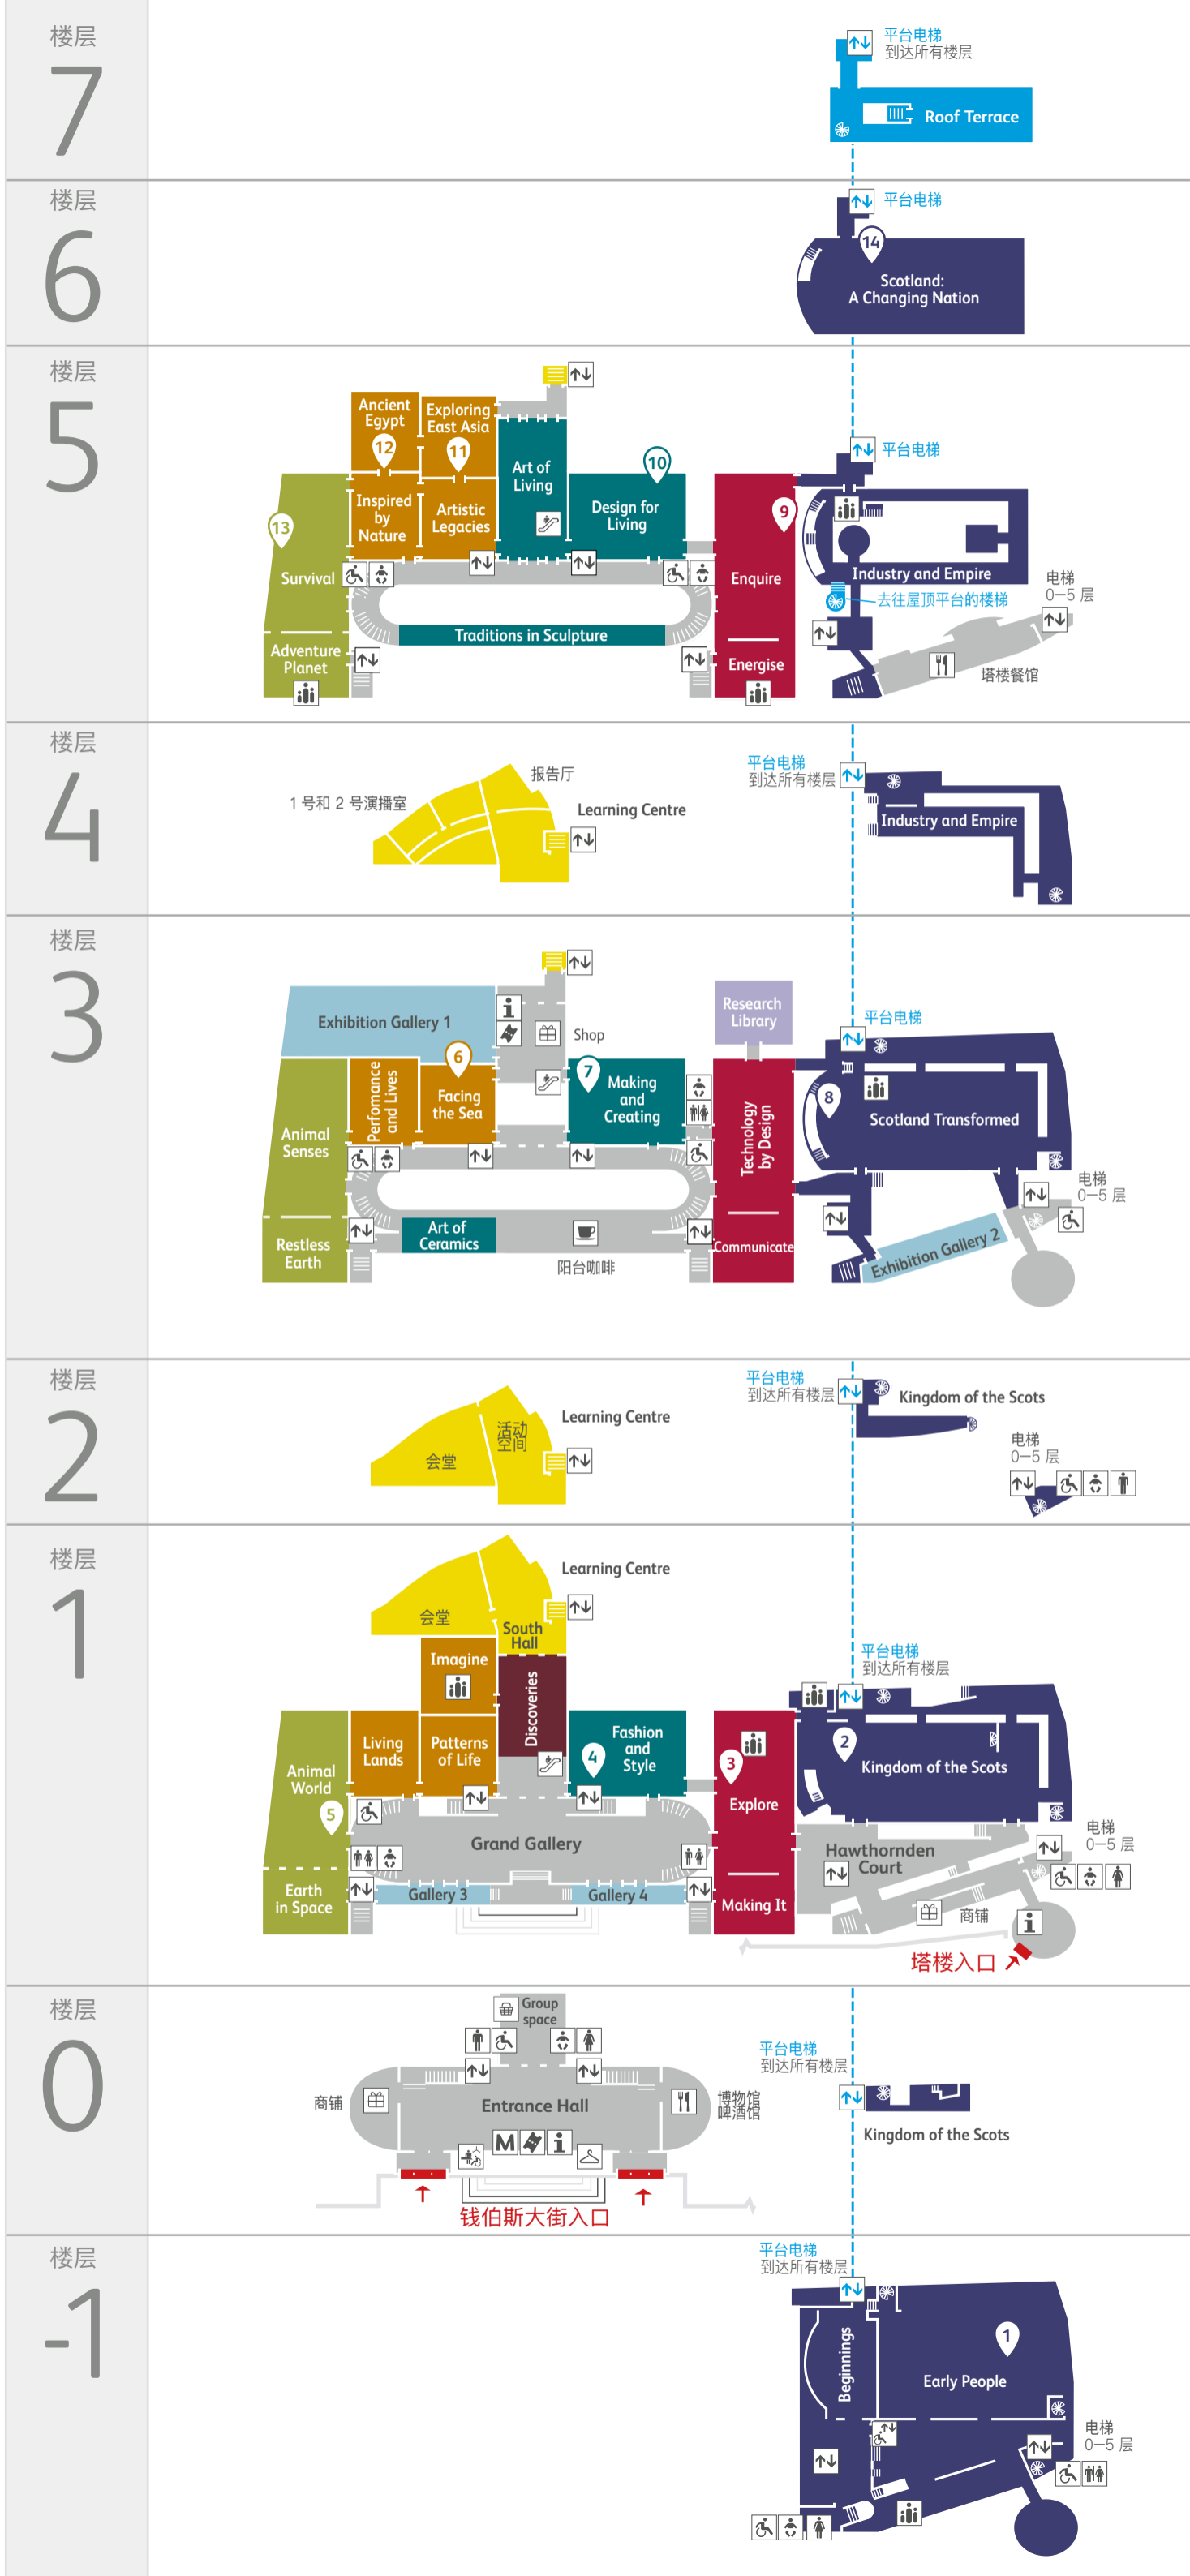 楼层
7
平台电梯
到达所有楼层
Roof Terrace
楼层
6
平台电梯
14
Scotland:
A Changing Nation
楼层
5
Ancient
Egypt
12
Exploring
East Asia
11
Art of
Living
10
Design for
Living
Inspired
by
Nature
Artistic
Legacies
13
Survival
Adventure
Planet
Traditions in Sculpture
9
Enquire
Energise
平台电梯
Industry and Empire
去往屋顶平台的楼梯
电梯
0—5 层
塔楼餐馆
楼层
4
1 号和 2 号演播室
报告厅
Learning Centre
平台电梯
到达所有楼层
Industry and Empire
楼层
3
Exhibition Gallery 1
Shop
6
Perfomance
and Lives
Facing
the Sea
7
Making
and
Creating
Animal
Senses
Restless
Earth
Art of
Ceramics
阳台咖啡
Research
Library
Technology
by Design
Communicate
平台电梯
8
Scotland Transformed
电梯
0—5 层
Exhibition Gallery 2
楼层
2
会堂
活动
空间
Learning Centre
平台电梯
到达所有楼层
Kingdom of the Scots
电梯
0—5 层
楼层
1
Learning Centre
会堂
South
Hall
Imagine
Discoveries
Living
Lands
Patterns
of Life
4
Fashion
and
Style
Animal
World
5
Earth
in Space
Grand Gallery
Gallery 3
Gallery 4
3
Explore
Making It
平台电梯
到达所有楼层
2
Kingdom of the Scots
Hawthornden
Court
电梯
0—5 层
商铺
塔楼入口
楼层
0
Group
space
商铺
Entrance Hall
博物馆
啤酒馆
M
钱伯斯大街入口
平台电梯
到达所有楼层
Kingdom of the Scots
楼层
-1
平台电梯
到达所有楼层
Beginnings
1
Early People
电梯
0—5 层